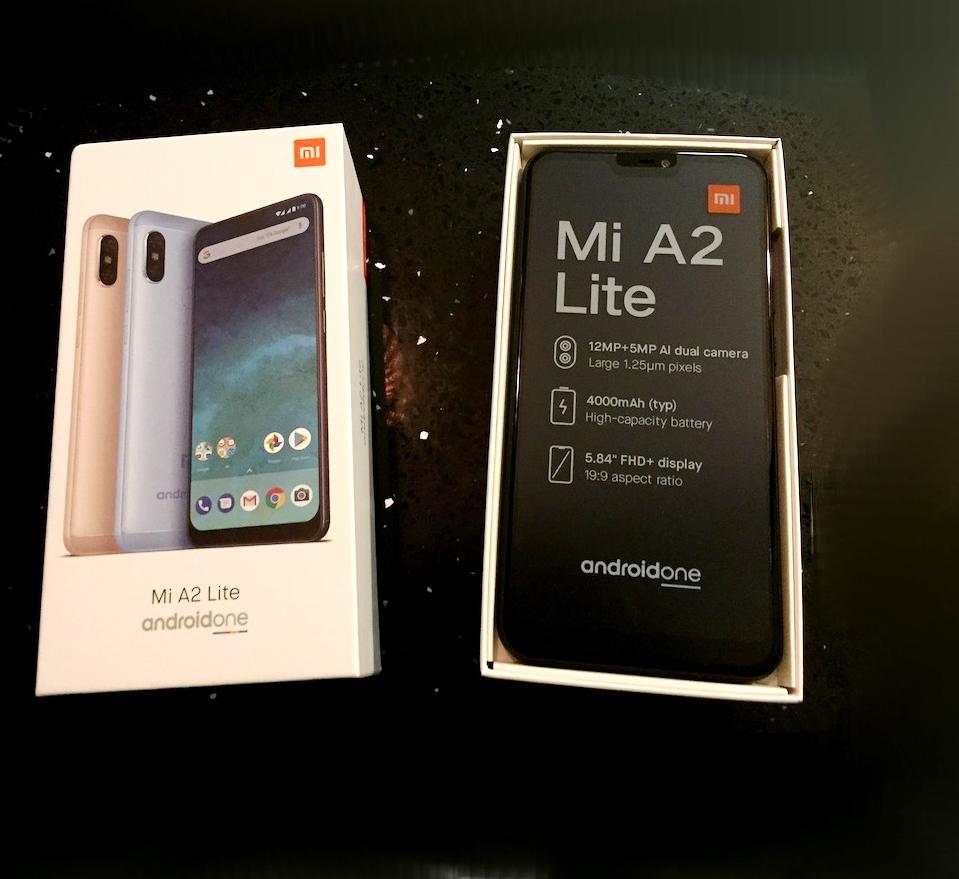 mi
andr
Mi A2 Lite
androidone
mi
Mi A2
Lite
12MP+5MP AI dual camera
Large 1.25μm pixels
4000mAh (typ)
High-capacity battery
5.84" FHD+ display
19:9 aspect ratio
androidone